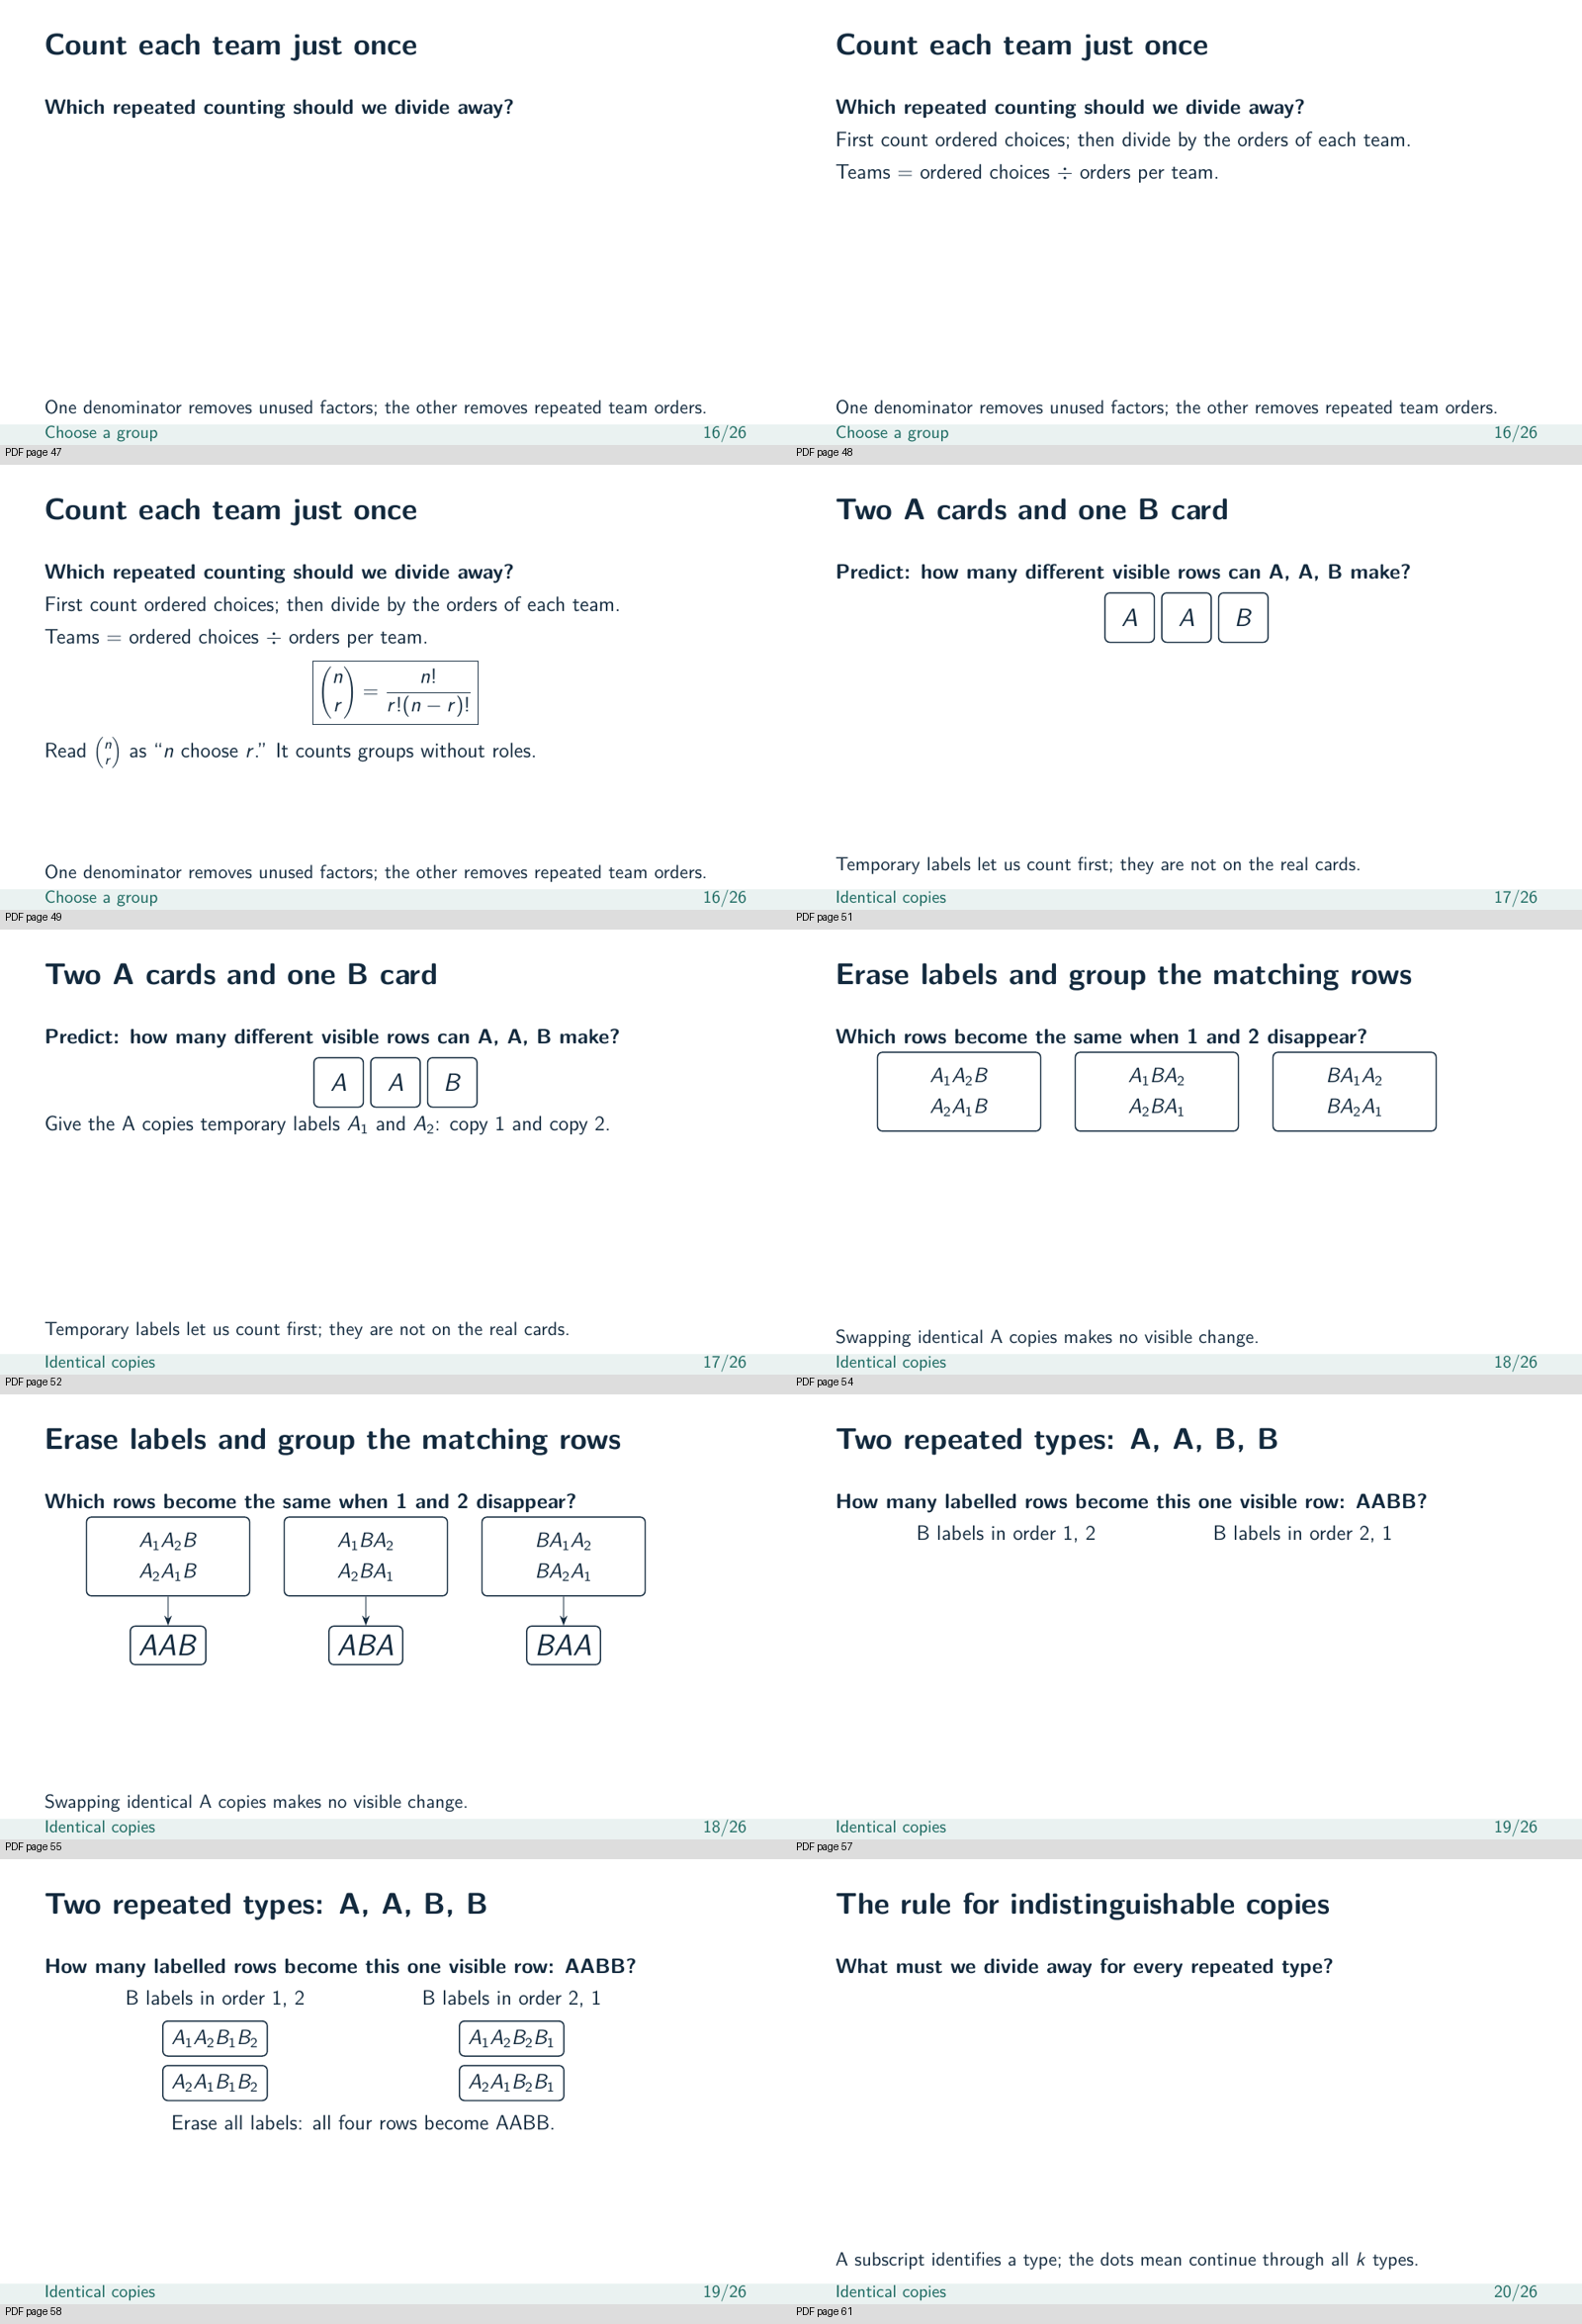 Count each team just once
Which repeated counting should we divide away?
One denominator removes unused factors; the other removes repeated team orders.
Choose a group 16/26
PDF page 47
Count each team just once
Which repeated counting should we divide away?
First count ordered choices; then divide by the orders of each team.
Teams = ordered choices ÷ orders per team.
One denominator removes unused factors; the other removes repeated team orders.
Choose a group 16/26
PDF page 48
Count each team just once
Which repeated counting should we divide away?
First count ordered choices; then divide by the orders of each team.
Teams = ordered choices ÷ orders per team.
(n r) = n! / r!(n − r)!
Read (n r) as “n choose r.” It counts groups without roles.
One denominator removes unused factors; the other removes repeated team orders.
Choose a group 16/26
PDF page 49
Two A cards and one B card
Predict: how many different visible rows can A, A, B make?
A A B
Temporary labels let us count first; they are not on the real cards.
Identical copies 17/26
PDF page 51
Two A cards and one B card
Predict: how many different visible rows can A, A, B make?
A A B
Give the A copies temporary labels A₁ and A₂: copy 1 and copy 2.
Temporary labels let us count first; they are not on the real cards.
Identical copies 17/26
PDF page 52
Erase labels and group the matching rows
Which rows become the same when 1 and 2 disappear?
A₁A₂B A₁BA₂ BA₁A₂
A₂A₁B A₂BA₁ BA₂A₁
Swapping identical A copies makes no visible change.
Identical copies 18/26
PDF page 54
Erase labels and group the matching rows
Which rows become the same when 1 and 2 disappear?
A₁A₂B A₁BA₂ BA₁A₂
A₂A₁B A₂BA₁ BA₂A₁
AAB ABA BAA
Swapping identical A copies makes no visible change.
Identical copies 18/26
PDF page 55
Two repeated types: A, A, B, B
How many labelled rows become this one visible row: AABB?
B labels in order 1, 2 B labels in order 2, 1
Identical copies 19/26
PDF page 57
Two repeated types: A, A, B, B
How many labelled rows become this one visible row: AABB?
B labels in order 1, 2 B labels in order 2, 1
A₁A₂B₁B₂ A₁A₂B₂B₁
A₂A₁B₁B₂ A₂A₁B₂B₁
Erase all labels: all four rows become AABB.
Identical copies 19/26
PDF page 58
The rule for indistinguishable copies
What must we divide away for every repeated type?
A subscript identifies a type; the dots mean continue through all k types.
Identical copies 20/26
PDF page 61